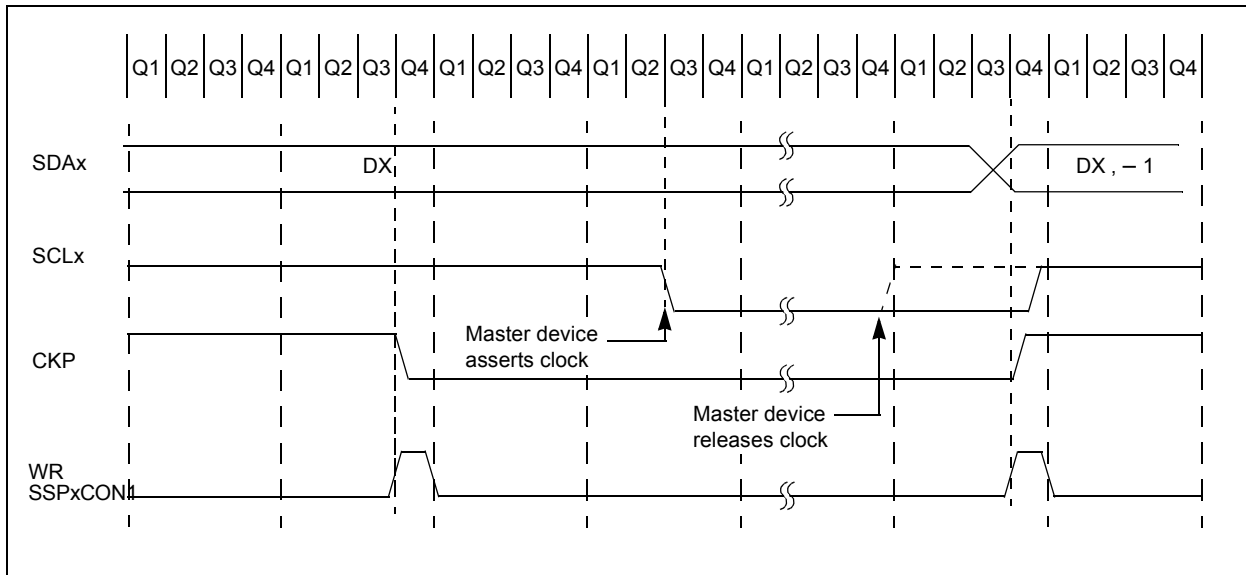 Q1 Q2 Q3 Q4 Q1 Q2 Q3 Q4 Q1 Q2 Q3 Q4 Q1 Q2 Q3 Q4 Q1 Q2 Q3 Q4 Q1 Q2 Q3 Q4 Q1 Q2 Q3 Q4
SDAx
DX
DX , – 1
SCLx
Master device
asserts clock
CKP
Master device
releases clock
WR
SSPxCON1